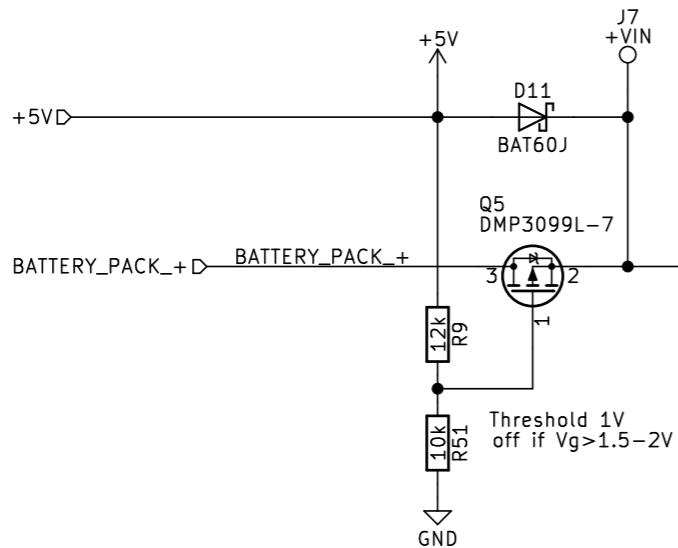 J7
+VIN
+5V
D11
+5V
BAT60J
Q5
DMP3099L-7
BATTERY_PACK_+
BATTERY_PACK_+
3
2
1
12k
R9
Threshold 1V
off if Vg>1.5-2V
10k
R51
GND